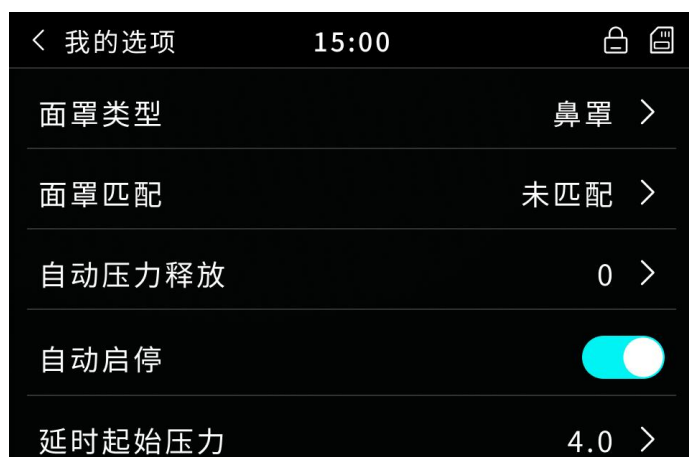 我的选项 15:00
面罩类型 鼻罩
面罩匹配 未匹配
自动压力释放 0
自动启停
延时起始压力 4.0